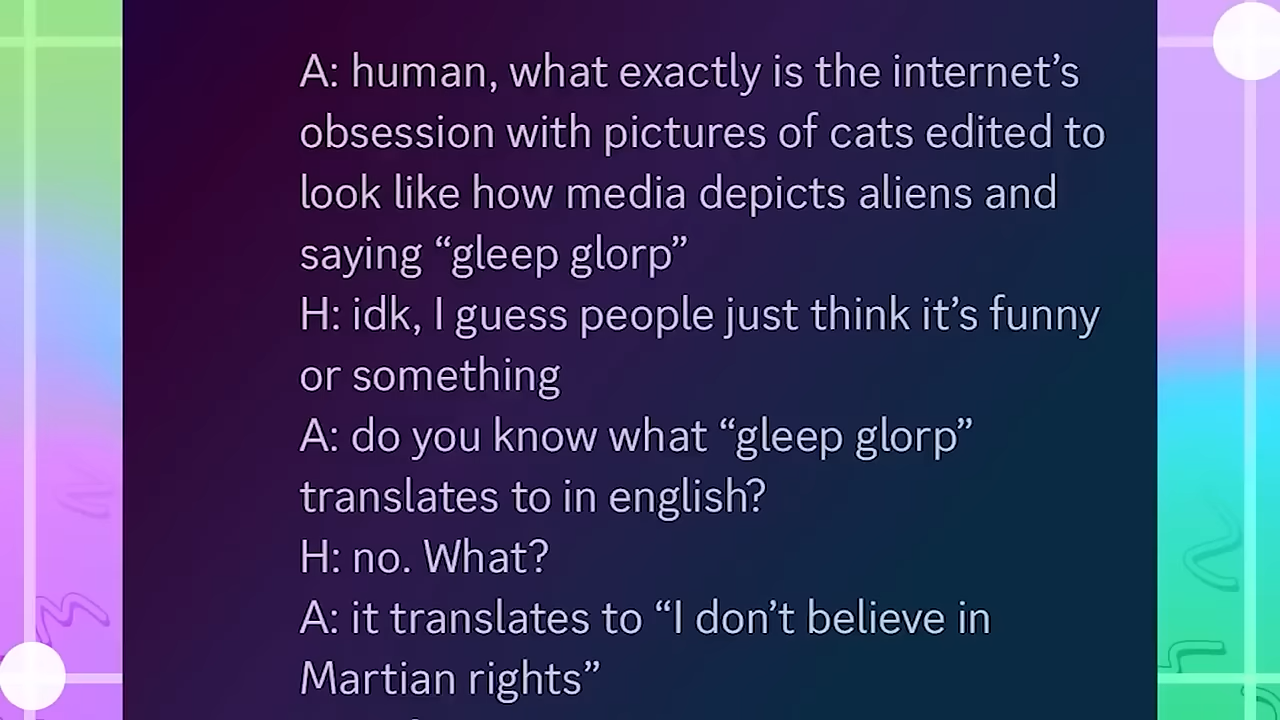 A: human, what exactly is the internet’s
obsession with pictures of cats edited to
look like how media depicts aliens and
saying “gleep glorp”
H: idk, I guess people just think it’s funny
or something
A: do you know what “gleep glorp”
translates to in english?
H: no. What?
A: it translates to “I don’t believe in
Martian rights”